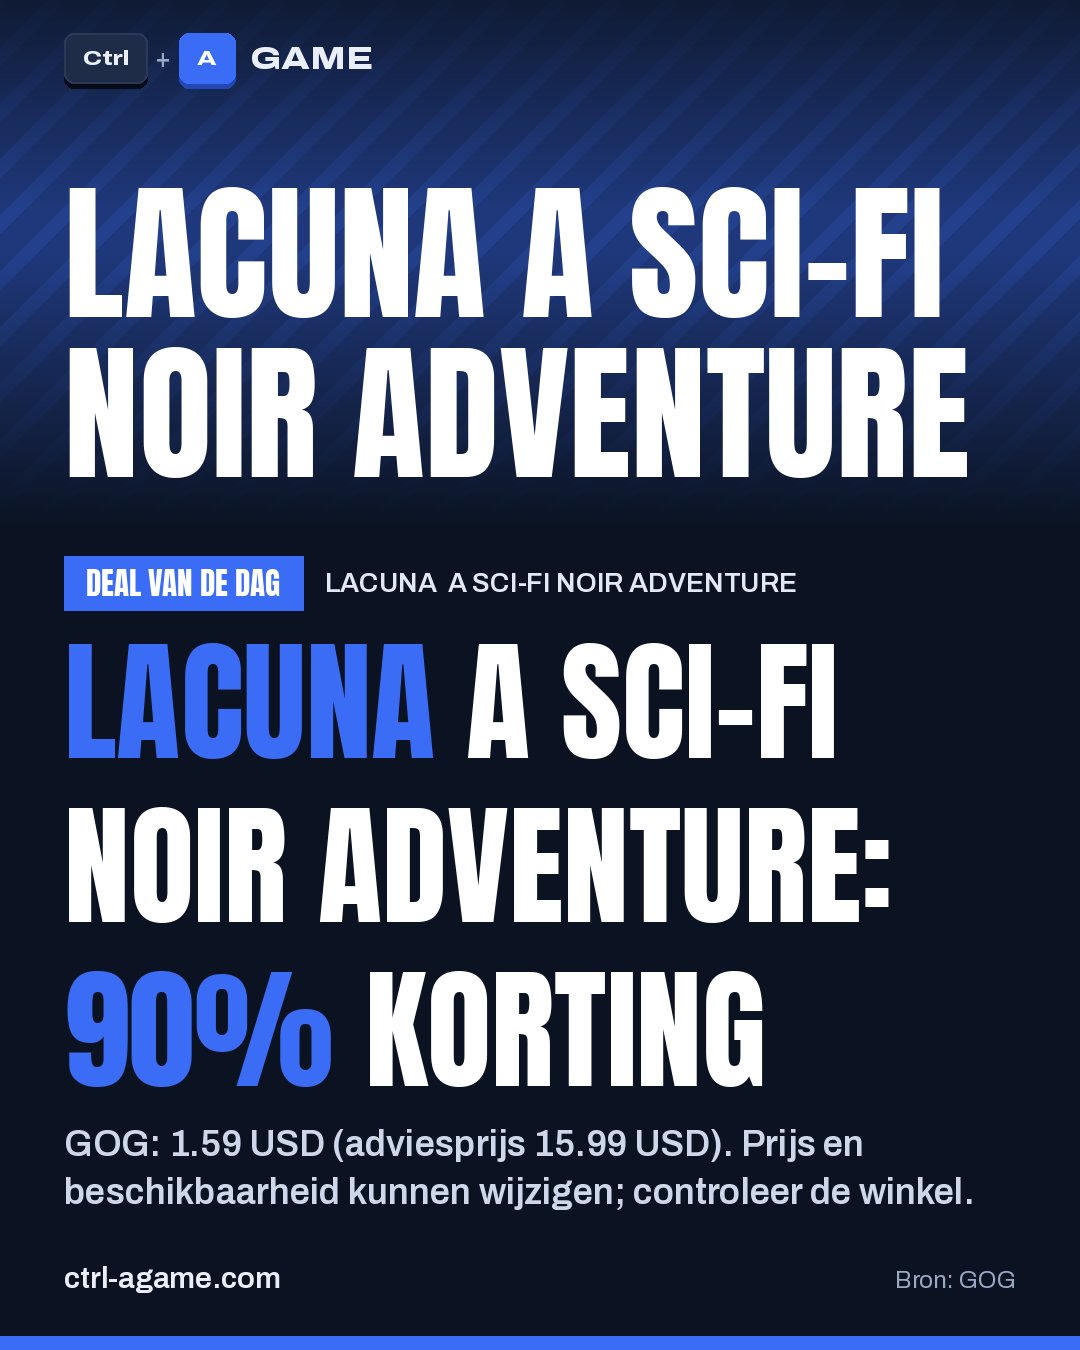 Ctrl + A GAME
LACUNA A SCI-FI
NOIR ADVENTURE
DEAL VAN DE DAG LACUNA A SCI-FI NOIR ADVENTURE
LACUNA A SCI-FI
NOIR ADVENTURE:
90% KORTING
GOG: 1.59 USD (adviesprijs 15.99 USD). Prijs en
beschikbaarheid kunnen wijzigen; controleer de winkel.
ctrl-agame.com Bron: GOG